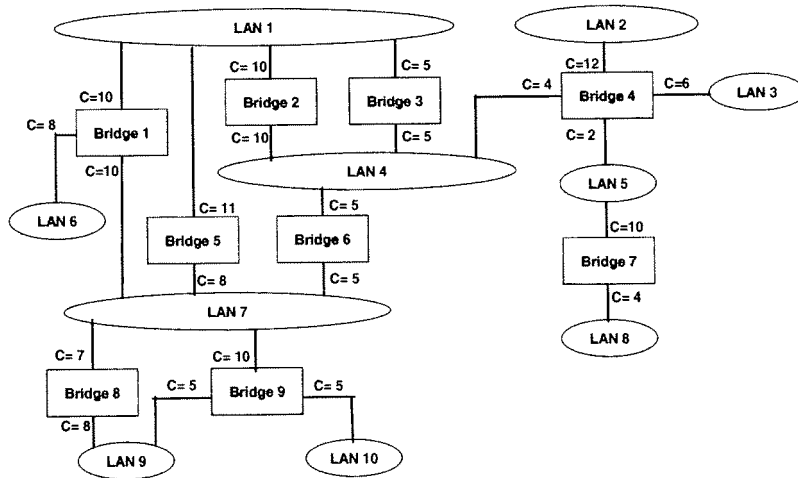 LAN 1
LAN 2
C= 10
C= 5
C=12
C=10
Bridge 2
Bridge 3
C= 4
Bridge 4
C=6
LAN 3
C= 8
Bridge 1
C= 10
C= 5
C= 2
C=10
LAN 4
LAN 5
LAN 6
C= 11
C= 5
C=10
Bridge 5
Bridge 6
Bridge 7
C= 8
C= 5
C= 4
LAN 7
LAN 8
C= 7
C= 10
Bridge 8
C= 5
Bridge 9
C= 5
C= 8
LAN 9
LAN 10